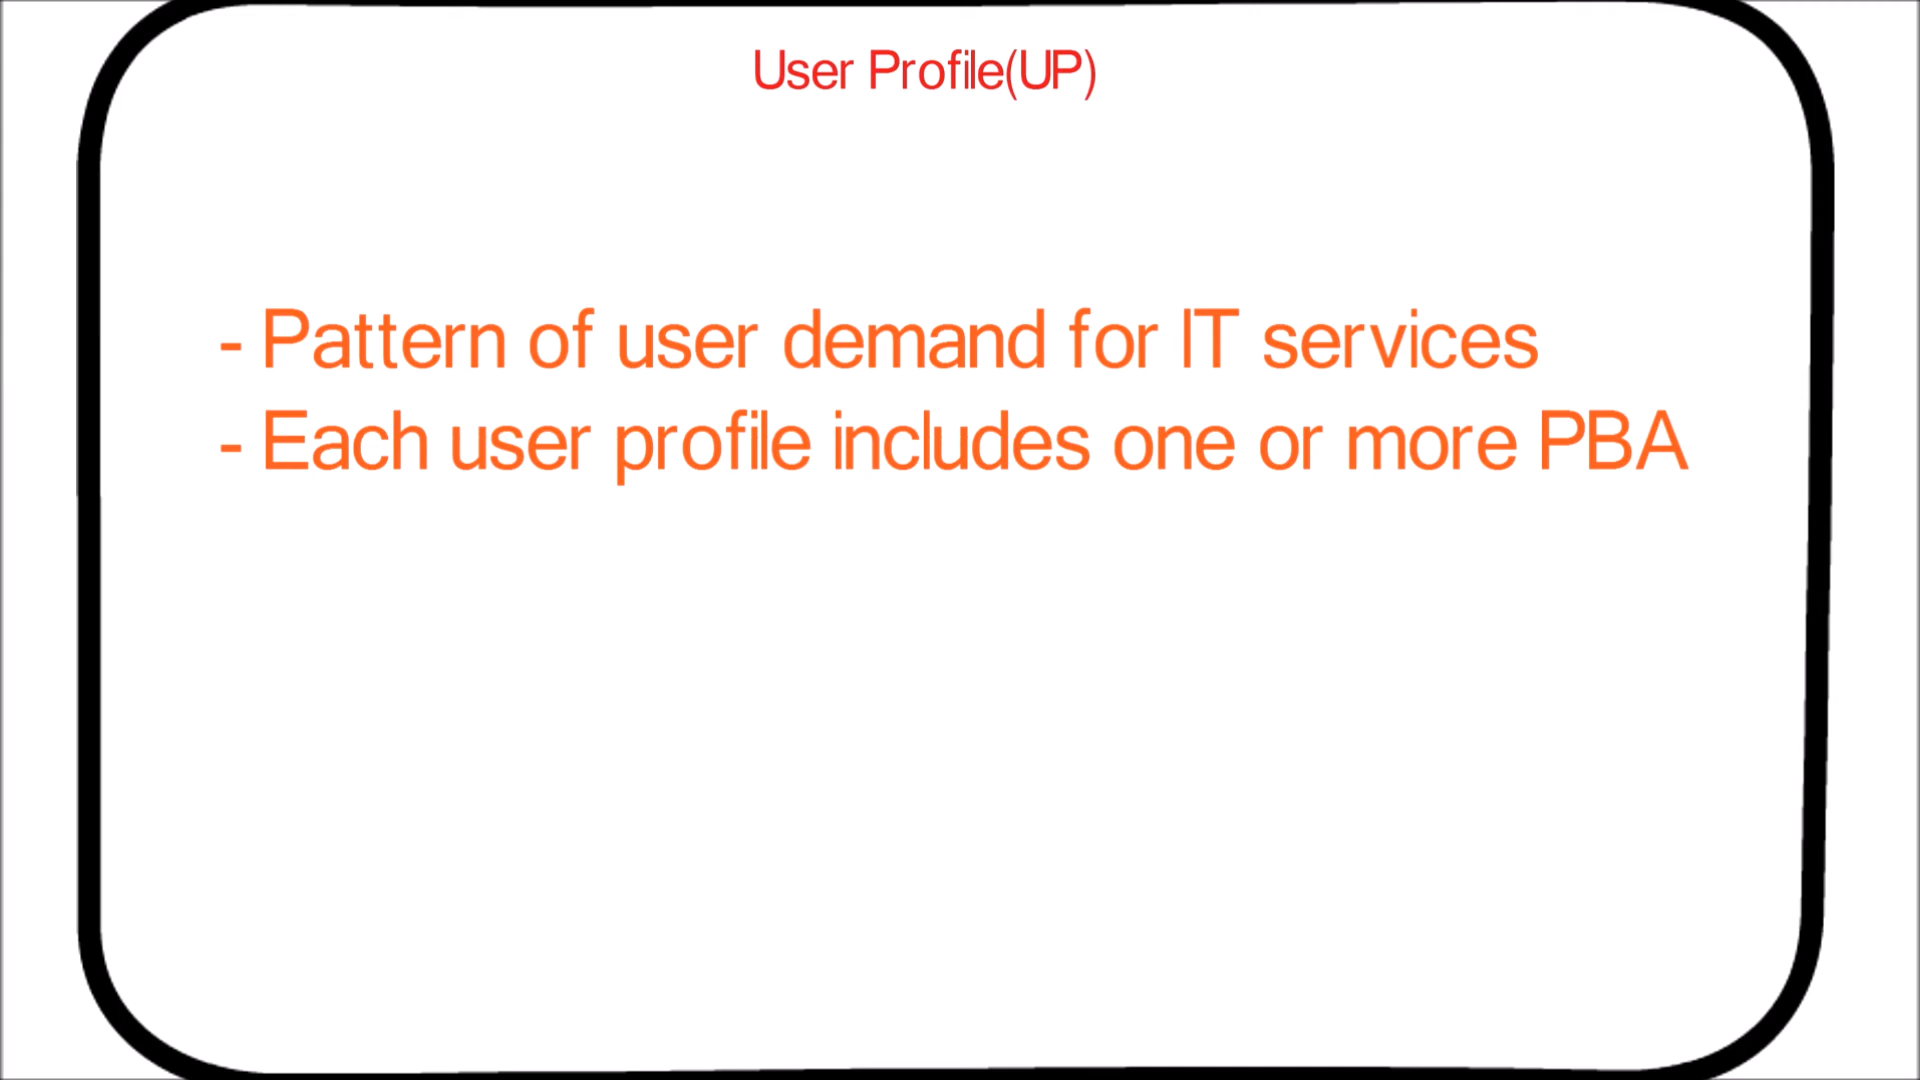 User Profile(UP)
- Pattern of user demand for IT services
- Each user profile includes one or more PBA